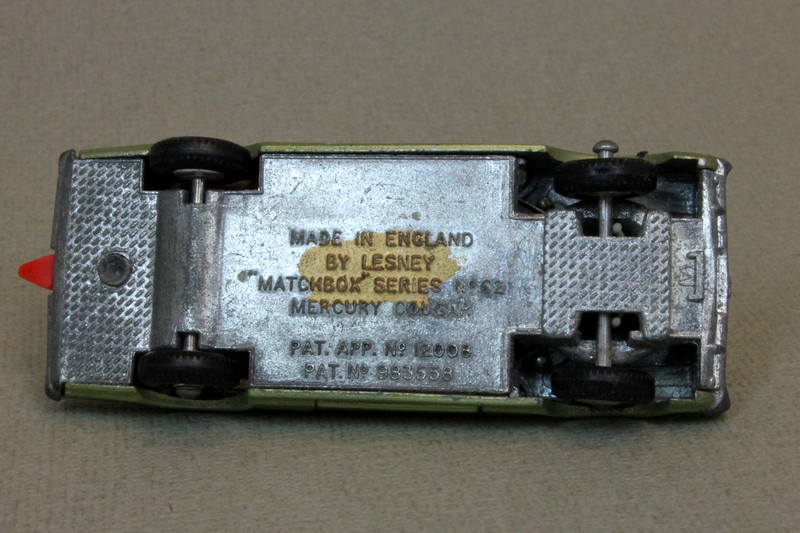 MADE IN ENGLAND
BY LESNEY
"MATCHBOX" SERIES Nº 62
MERCURY COUGAR
PAT. APP. Nº 12008
PAT. Nº 983558